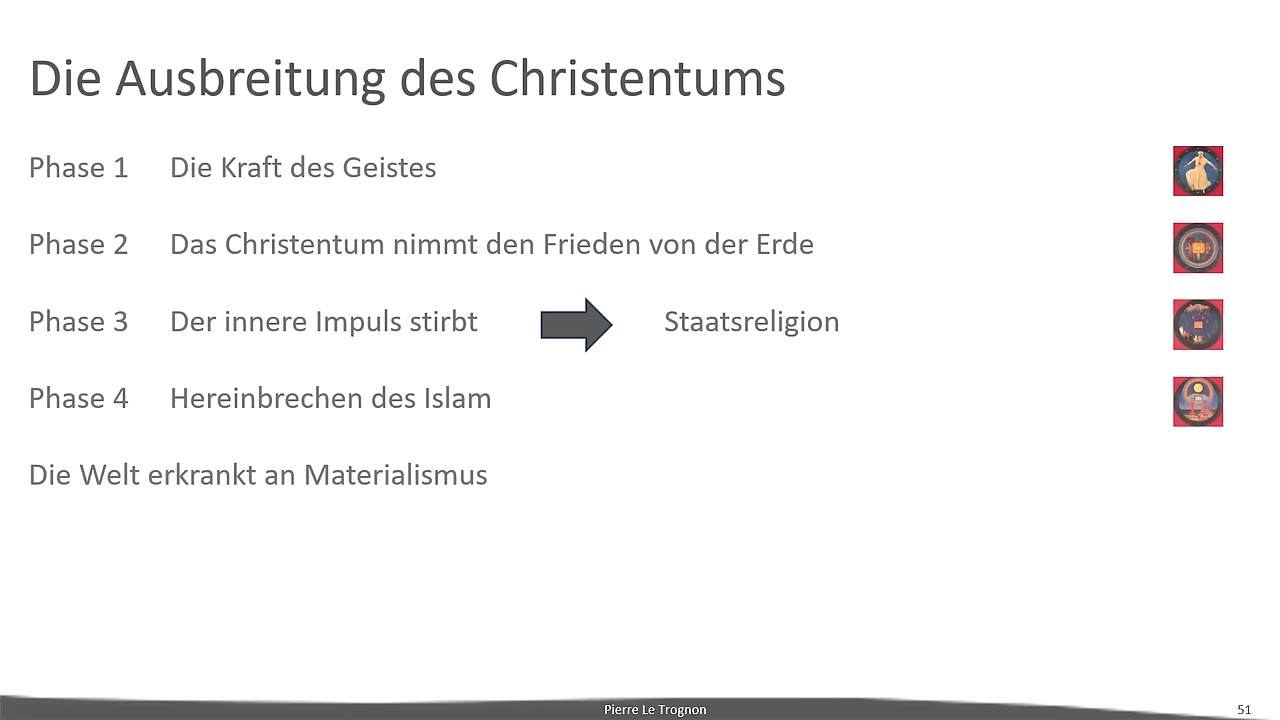 Die Ausbreitung des Christentums
Phase 1 Die Kraft des Geistes
Phase 2 Das Christentum nimmt den Frieden von der Erde
Phase 3 Der innere Impuls stirbt Staatsreligion
Phase 4 Hereinbrechen des Islam
Die Welt erkrankt an Materialismus
Pierre Le Trognon 51